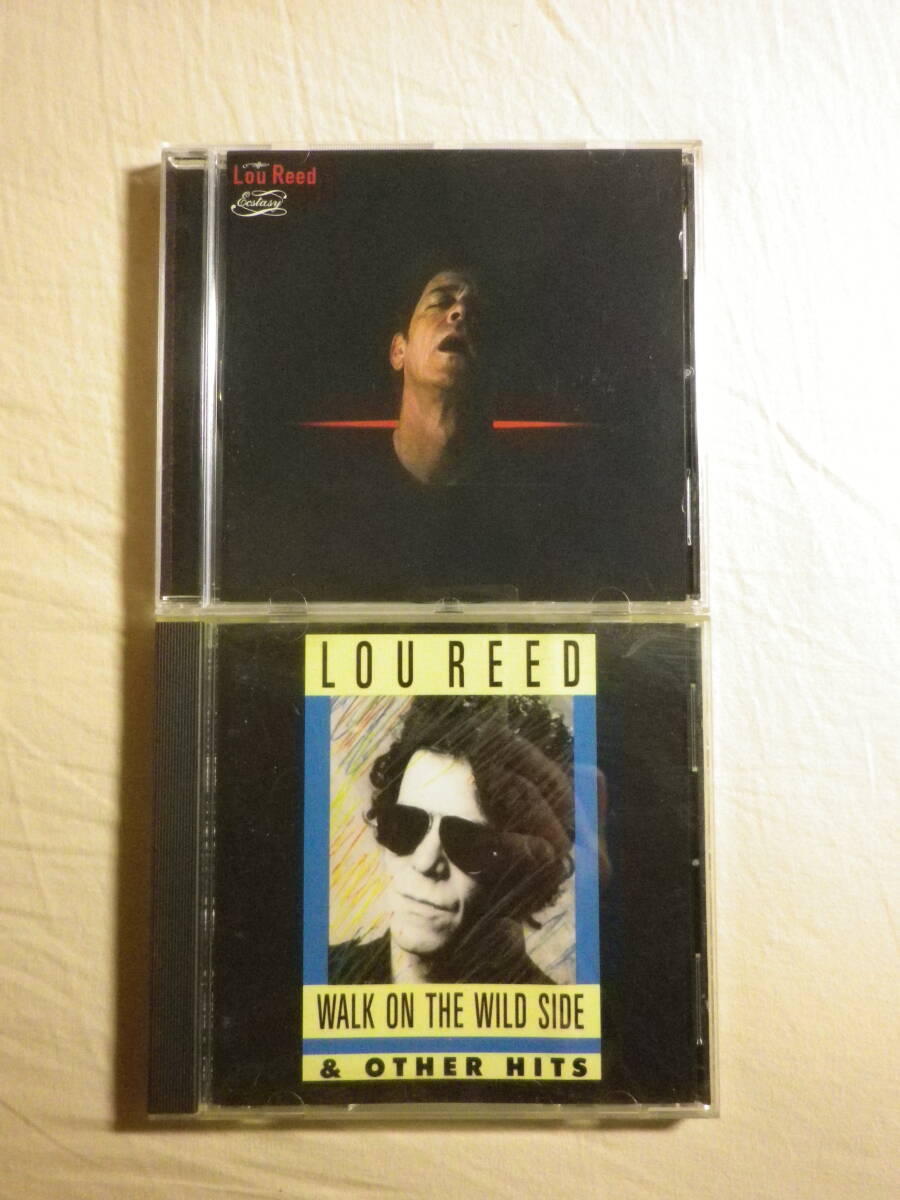 Lou Reed
Ecstasy
LOU REED
WALK ON THE WILD SIDE
& OTHER HITS